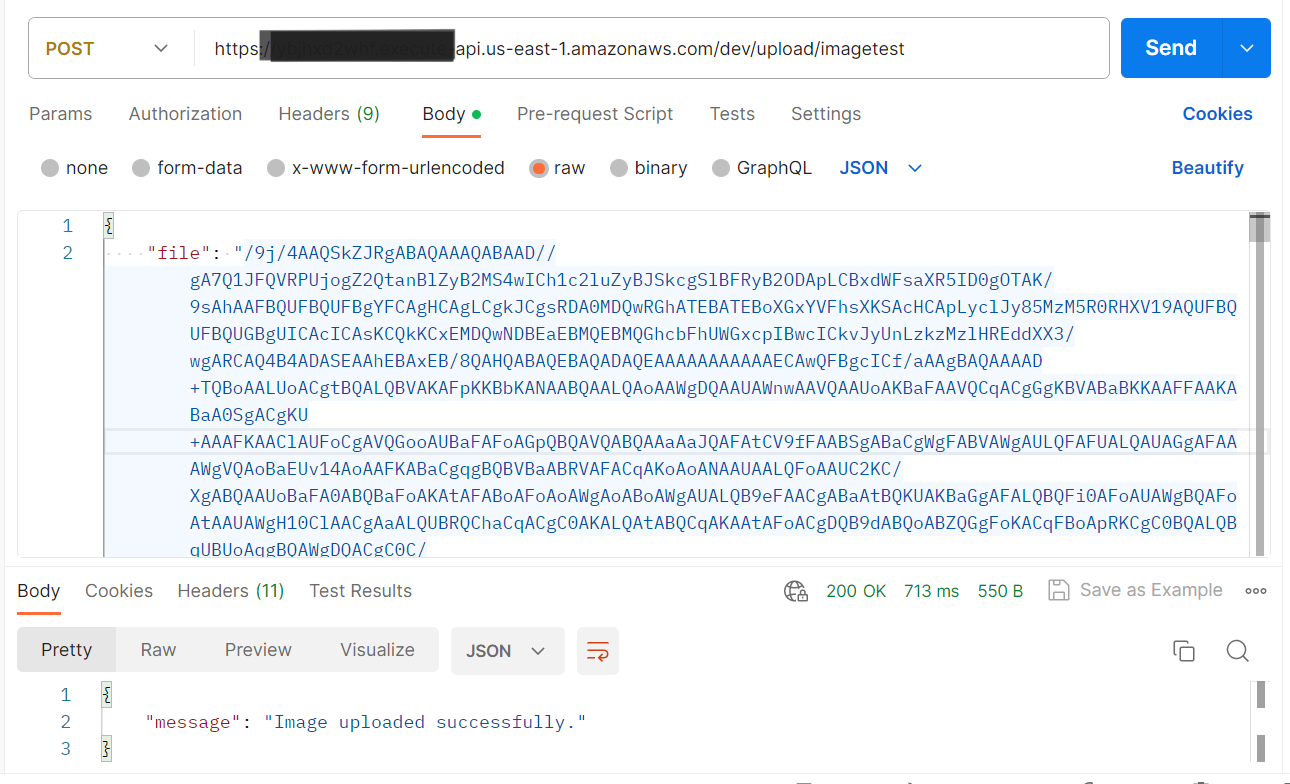 POST https:/ api.us-east-1.amazonaws.com/dev/upload/imagetest Send
Params Authorization Headers (9) Body Pre-request Script Tests Settings Cookies
none form-data x-www-form-urlencoded raw binary GraphQL JSON Beautify
1 {
2 "file": "/9j/4AAQSkZJRgABAQAAAQABAAD//
gA7Q1JFQVRPUjogZ2QtanBlZyB2MS4wICh1c2luZyBJSkcgSlBFRyB2ODApLCBxdWFsaXR5ID0gOTAK/
9sAhAAFBQUFBQUFBgYFCAgHCAgLCgkJCgsRDA0MDQwRGhATEBATEBoXGxYVFhsXKSAcHCApLyclJy85MzM5R0RHXV19AQUFBQ
UFBQUGBgUICAcICAsKCQkKCxEMDQwNDBEaEBMQEBMQGhcbFhUWGxcpIBwcICkvJyUnLzkzMzlHREddXX3/
wgARCAQ4B4ADASEAAhEBAxEB/8QAHQABAQEBAQADAQEAAAAAAAAAAAECAwQFBgcICf/aAAgBAQAAAAD
+TQBoAALUoACgtBQALQBVAKAFpKKBbKANAABQAALQAoAAWgDQAAUAWnwAAVQAAUoAKBaFAAVQCqACgGgKBVABaBKKAAFFAAKA
BaA0SgACgKU
+AAAFKAAClAUFoCgAVQGooAUBaFAFoAGpQBQAVQABQAAaAaJQAFAtCV9fFAABSgABaCgWgFABVAWgAULQFAFUALQAUAGgAFAA
AWgVQAoBaEUv14AoAAFKABaCgqgBQBVBaABRVAFACqAKoAoANAAUAALQFoAAUC2KC/
XgABQAAUoBaFA0ABQBaFoAKAtAFABoAFoAoAWgAoABoAWgAUALQB9eFAACgABaAtBQKUAKBaGgAFALQBQFi0AFoAUAWgBQAFo
AtAAUAWgH10ClAACgAaALQUBRQChaCqACgC0AKALQAtABQCqAKAAtAFoACgDQB9dABQoABZQGgFoKACqFBoApRKCgC0BQALQB
qUBUoAqgBQAWgDQACgC0C/
Body Cookies Headers (11) Test Results 200 OK 713 ms 550 B Save as Example
Pretty Raw Preview Visualize JSON
1 {
2 "message": "Image uploaded successfully."
3 }